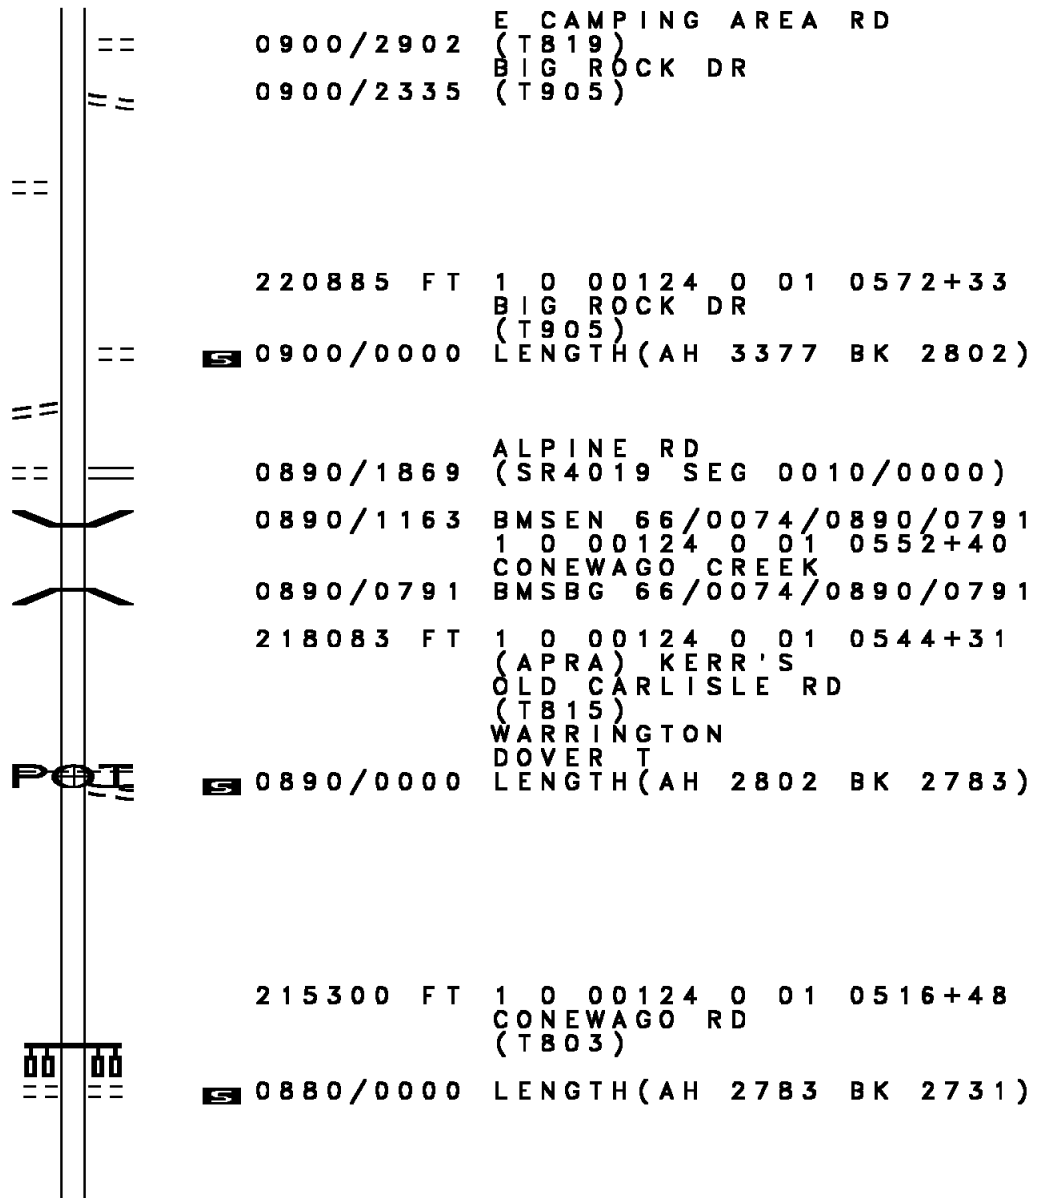 E CAMPING AREA RD
0900/2902 (T819)
BIG ROCK DR
0900/2335 (T905)
220885 FT 1 0 00124 0 01 0572+33
BIG ROCK DR
(T905)
S 0900/0000 LENGTH(AH 3377 BK 2802)
ALPINE RD
0890/1869 (SR4019 SEG 0010/0000)
0890/1163 BMSEN 66/0074/0890/0791
1 0 00124 0 01 0552+40
CONEWAGO CREEK
0890/0791 BMSBG 66/0074/0890/0791
218083 FT 1 0 00124 0 01 0544+31
(APRA) KERR'S
OLD CARLISLE RD
(T815)
WARRINGTON
DOVER T
POT S 0890/0000 LENGTH(AH 2802 BK 2783)
215300 FT 1 0 00124 0 01 0516+48
CONEWAGO RD
(T803)
S 0880/0000 LENGTH(AH 2783 BK 2731)